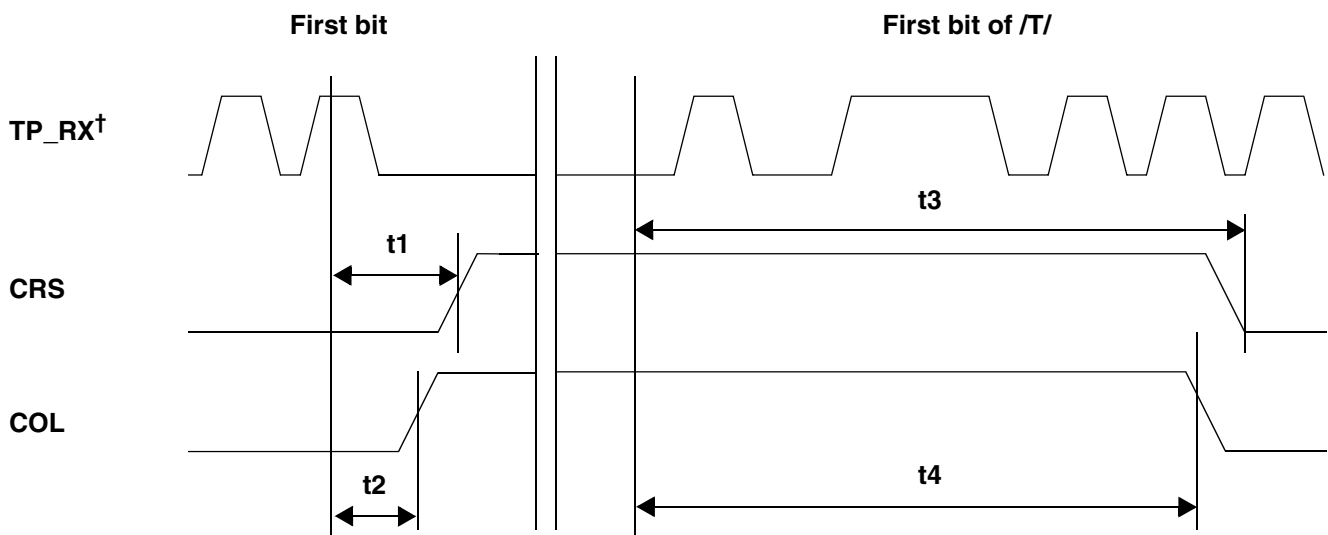 First bit
First bit of /T/
TP_RX†
t3
t1
CRS
COL
t2
t4